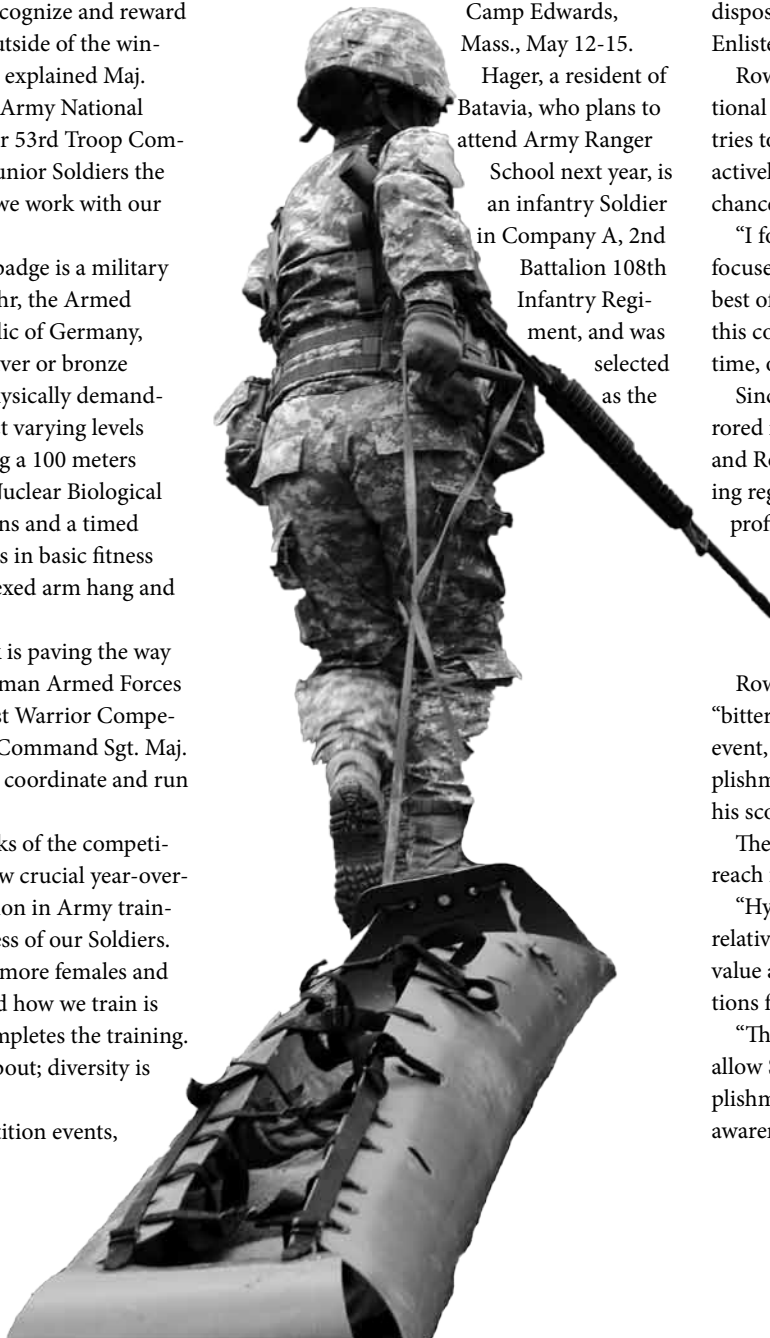 cognize and reward
utside of the win-
explained Maj.
Army National
r 53rd Troop Com-
unior Soldiers the
we work with our
badge is a military
hr, the Armed
lic of Germany,
ver or bronze
ysically demand-
t varying levels
g a 100 meters
Nuclear Biological
ns and a timed
s in basic fitness
exed arm hang and
is paving the way
man Armed Forces
st Warrior Compe-
Command Sgt. Maj.
coordinate and run
ks of the competi-
w crucial year-over-
on in Army train-
ess of our Soldiers.
more females and
d how we train is
mpletes the training.
bout; diversity is
tition events,
Camp Edwards,
Mass., May 12-15.
Hager, a resident of
Batavia, who plans to
attend Army Ranger
School next year, is
an infantry Soldier
in Company A, 2nd
Battalion 108th
Infantry Regi-
ment, and was
selected
as the
dispos
Enliste
Row
tional
tries to
activel
chance
“I fo
focuse
best of
this co
time, o
Sinc
rored
and Re
ing reg
prof
Row
“bitter
event,
plishm
his sco
The
reach
“Hy
relativ
value a
tions f
“Th
allow S
plishm
awaren